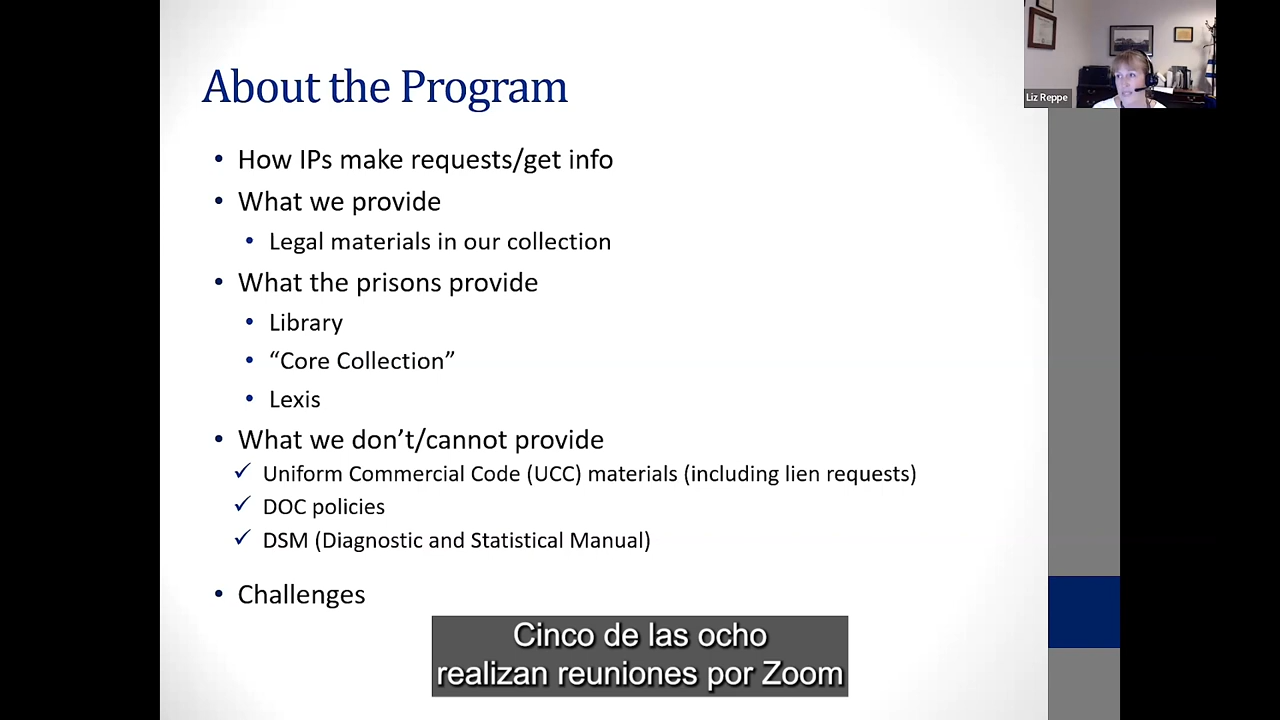 About the Program
Liz Reppe
• How IPs make requests/get info
• What we provide
• Legal materials in our collection
• What the prisons provide
• Library
• “Core Collection”
• Lexis
• What we don’t/cannot provide
✓ Uniform Commercial Code (UCC) materials (including lien requests)
✓ DOC policies
✓ DSM (Diagnostic and Statistical Manual)
• Challenges
Cinco de las ocho
realizan reuniones por Zoom